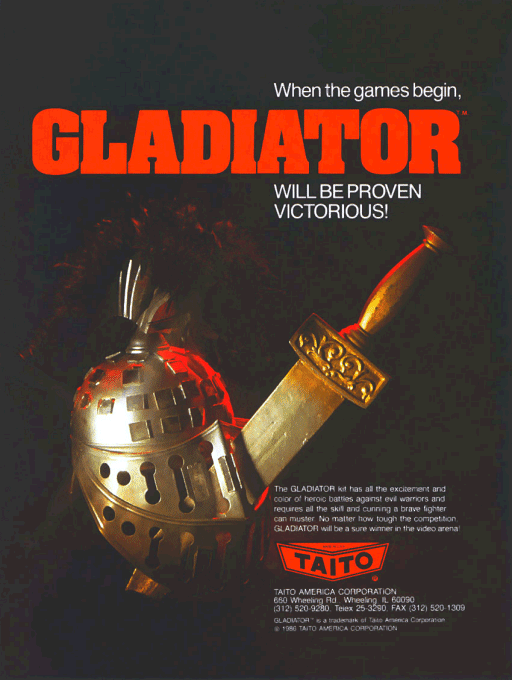 When the games begin,
GLADIATOR™
WILL BE PROVEN
VICTORIOUS!
The GLADIATOR kit has all the excitement and
color of heroic battles against evil warriors and
requires all the skill and cunning a brave fighter
can muster. No matter how tough the competition,
GLADIATOR will be a sure winner in the video arena!
TAITO
®
TAITO AMERICA CORPORATION
650 Wheeling Rd., Wheeling, IL 60090
(312) 520-9280, Telex 25-3290, FAX (312) 520-1309
GLADIATOR™ is a trademark of Taito America Corporation
© 1986 TAITO AMERICA CORPORATION